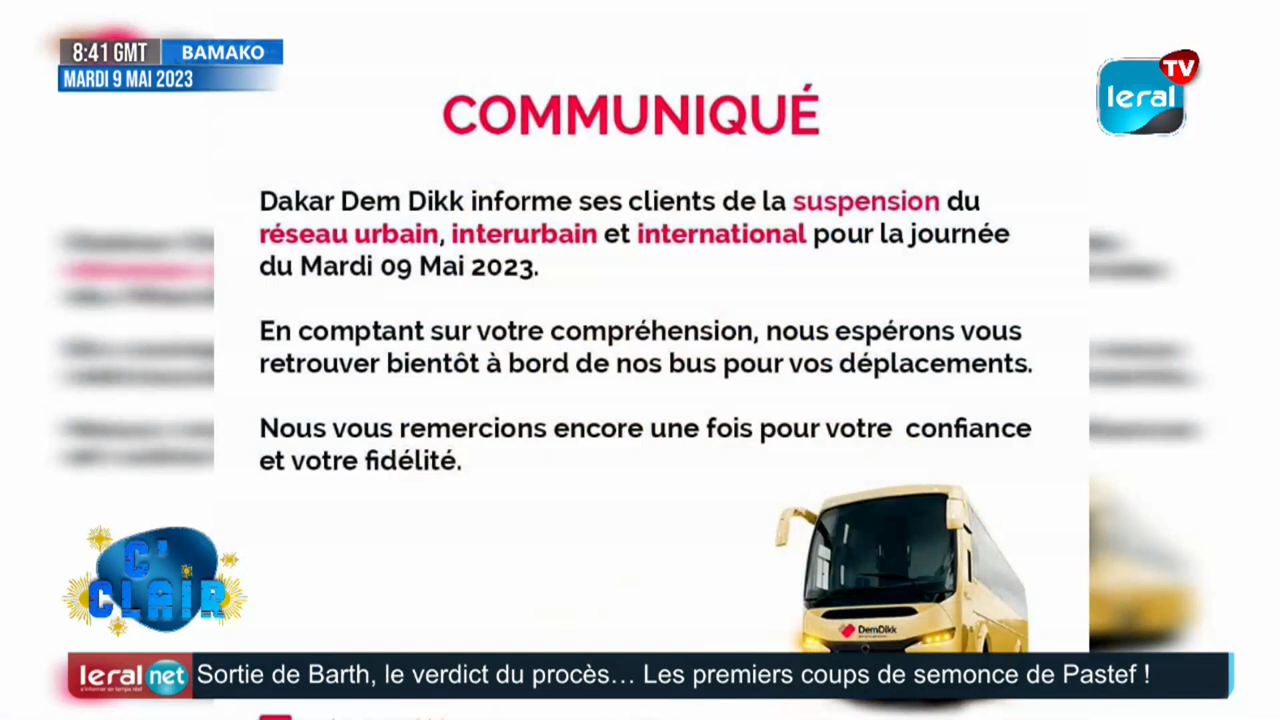 8:41 GMT BAMAKO
MARDI 9 MAI 2023
TV
leral
COMMUNIQUÉ
Dakar Dem Dikk informe ses clients de la suspension du
réseau urbain, interurbain et international pour la journée
du Mardi 09 Mai 2023.
En comptant sur votre compréhension, nous espérons vous
retrouver bientôt à bord de nos bus pour vos déplacements.
Nous vous remercions encore une fois pour votre confiance
et votre fidélité.
C'
CLAIR
DemDikk
leral net
s'informer en temps réel
Sortie de Barth, le verdict du procès... Les premiers coups de semonce de Pastef !